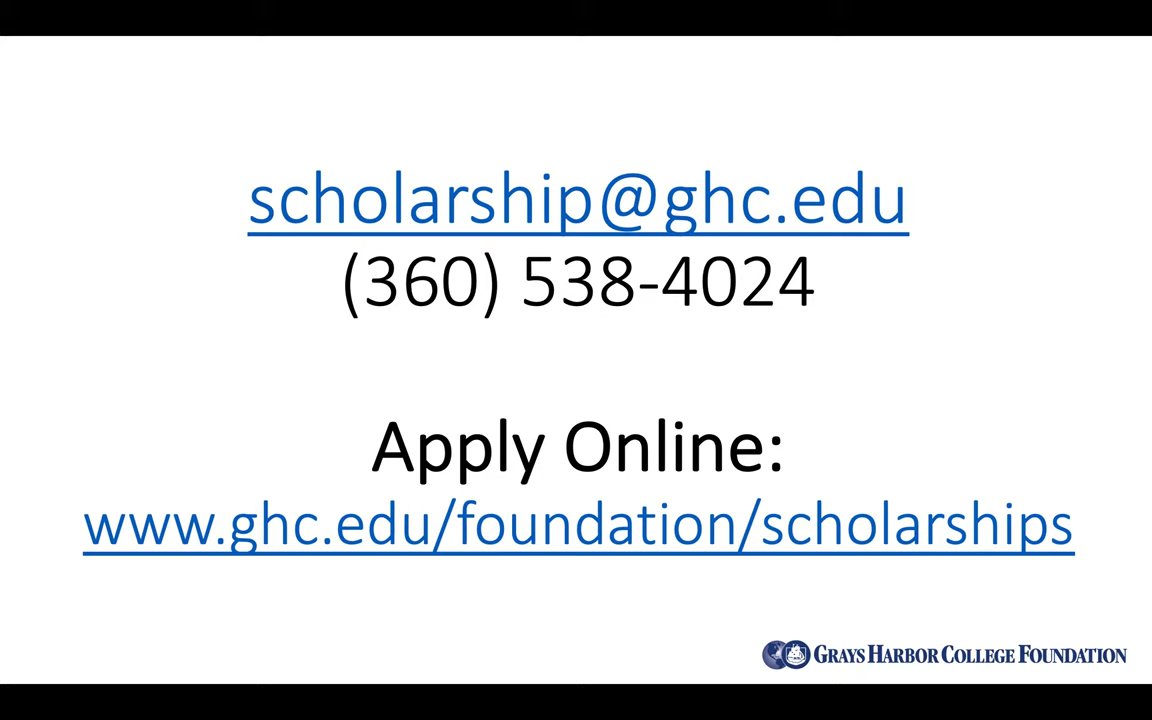 scholarship@ghc.edu
(360) 538-4024
Apply Online:
www.ghc.edu/foundation/scholarships
GRAYS HARBOR COLLEGE FOUNDATION